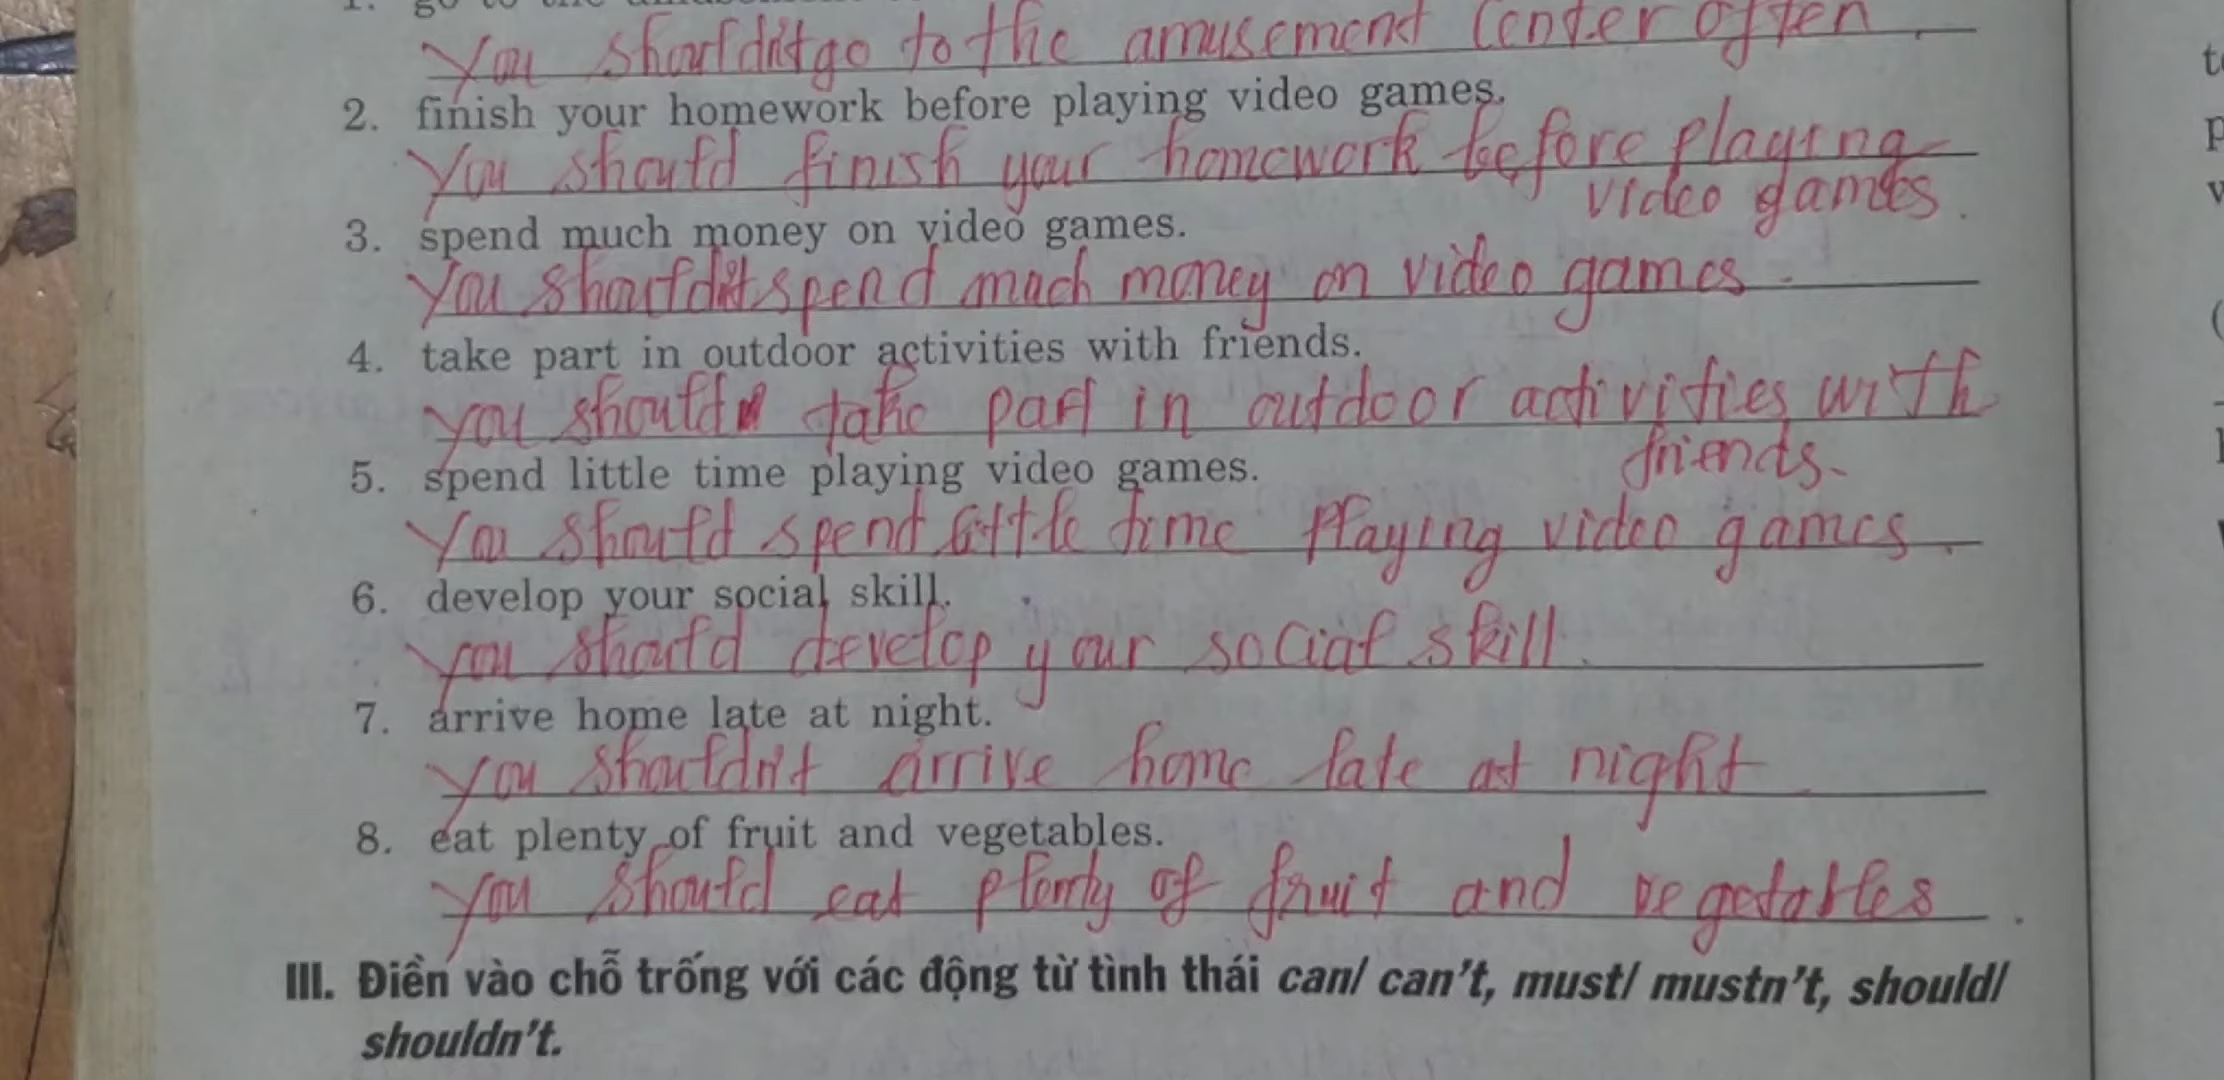 1. go to the amusement
You shouldn't go to the amusement center often.
2. finish your homework before playing video games.
You should finish your homework before playing
video games.
3. spend much money on video games.
You shouldn't spend much money on video games.
4. take part in outdoor activities with friends.
you should take part in outdoor activities with
friends.
5. spend little time playing video games.
You should spend little time playing video games.
6. develop your social skill.
you should develop your social skill.
7. arrive home late at night.
you shouldn't arrive home late at night
8. eat plenty of fruit and vegetables.
you should eat plenty of fruit and vegetables.
III. Điền vào chỗ trống với các động từ tình thái can/ can't, must/ mustn't, should/
shouldn't.